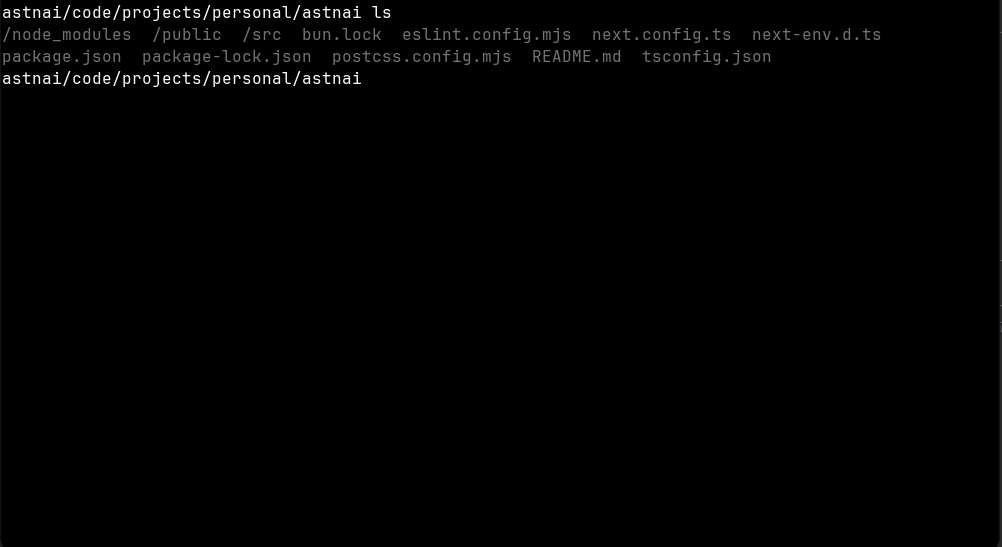 astnai/code/projects/personal/astnai ls
/node_modules  /public  /src  bun.lock  eslint.config.mjs  next.config.ts  next-env.d.ts
package.json  package-lock.json  postcss.config.mjs  README.md  tsconfig.json
astnai/code/projects/personal/astnai